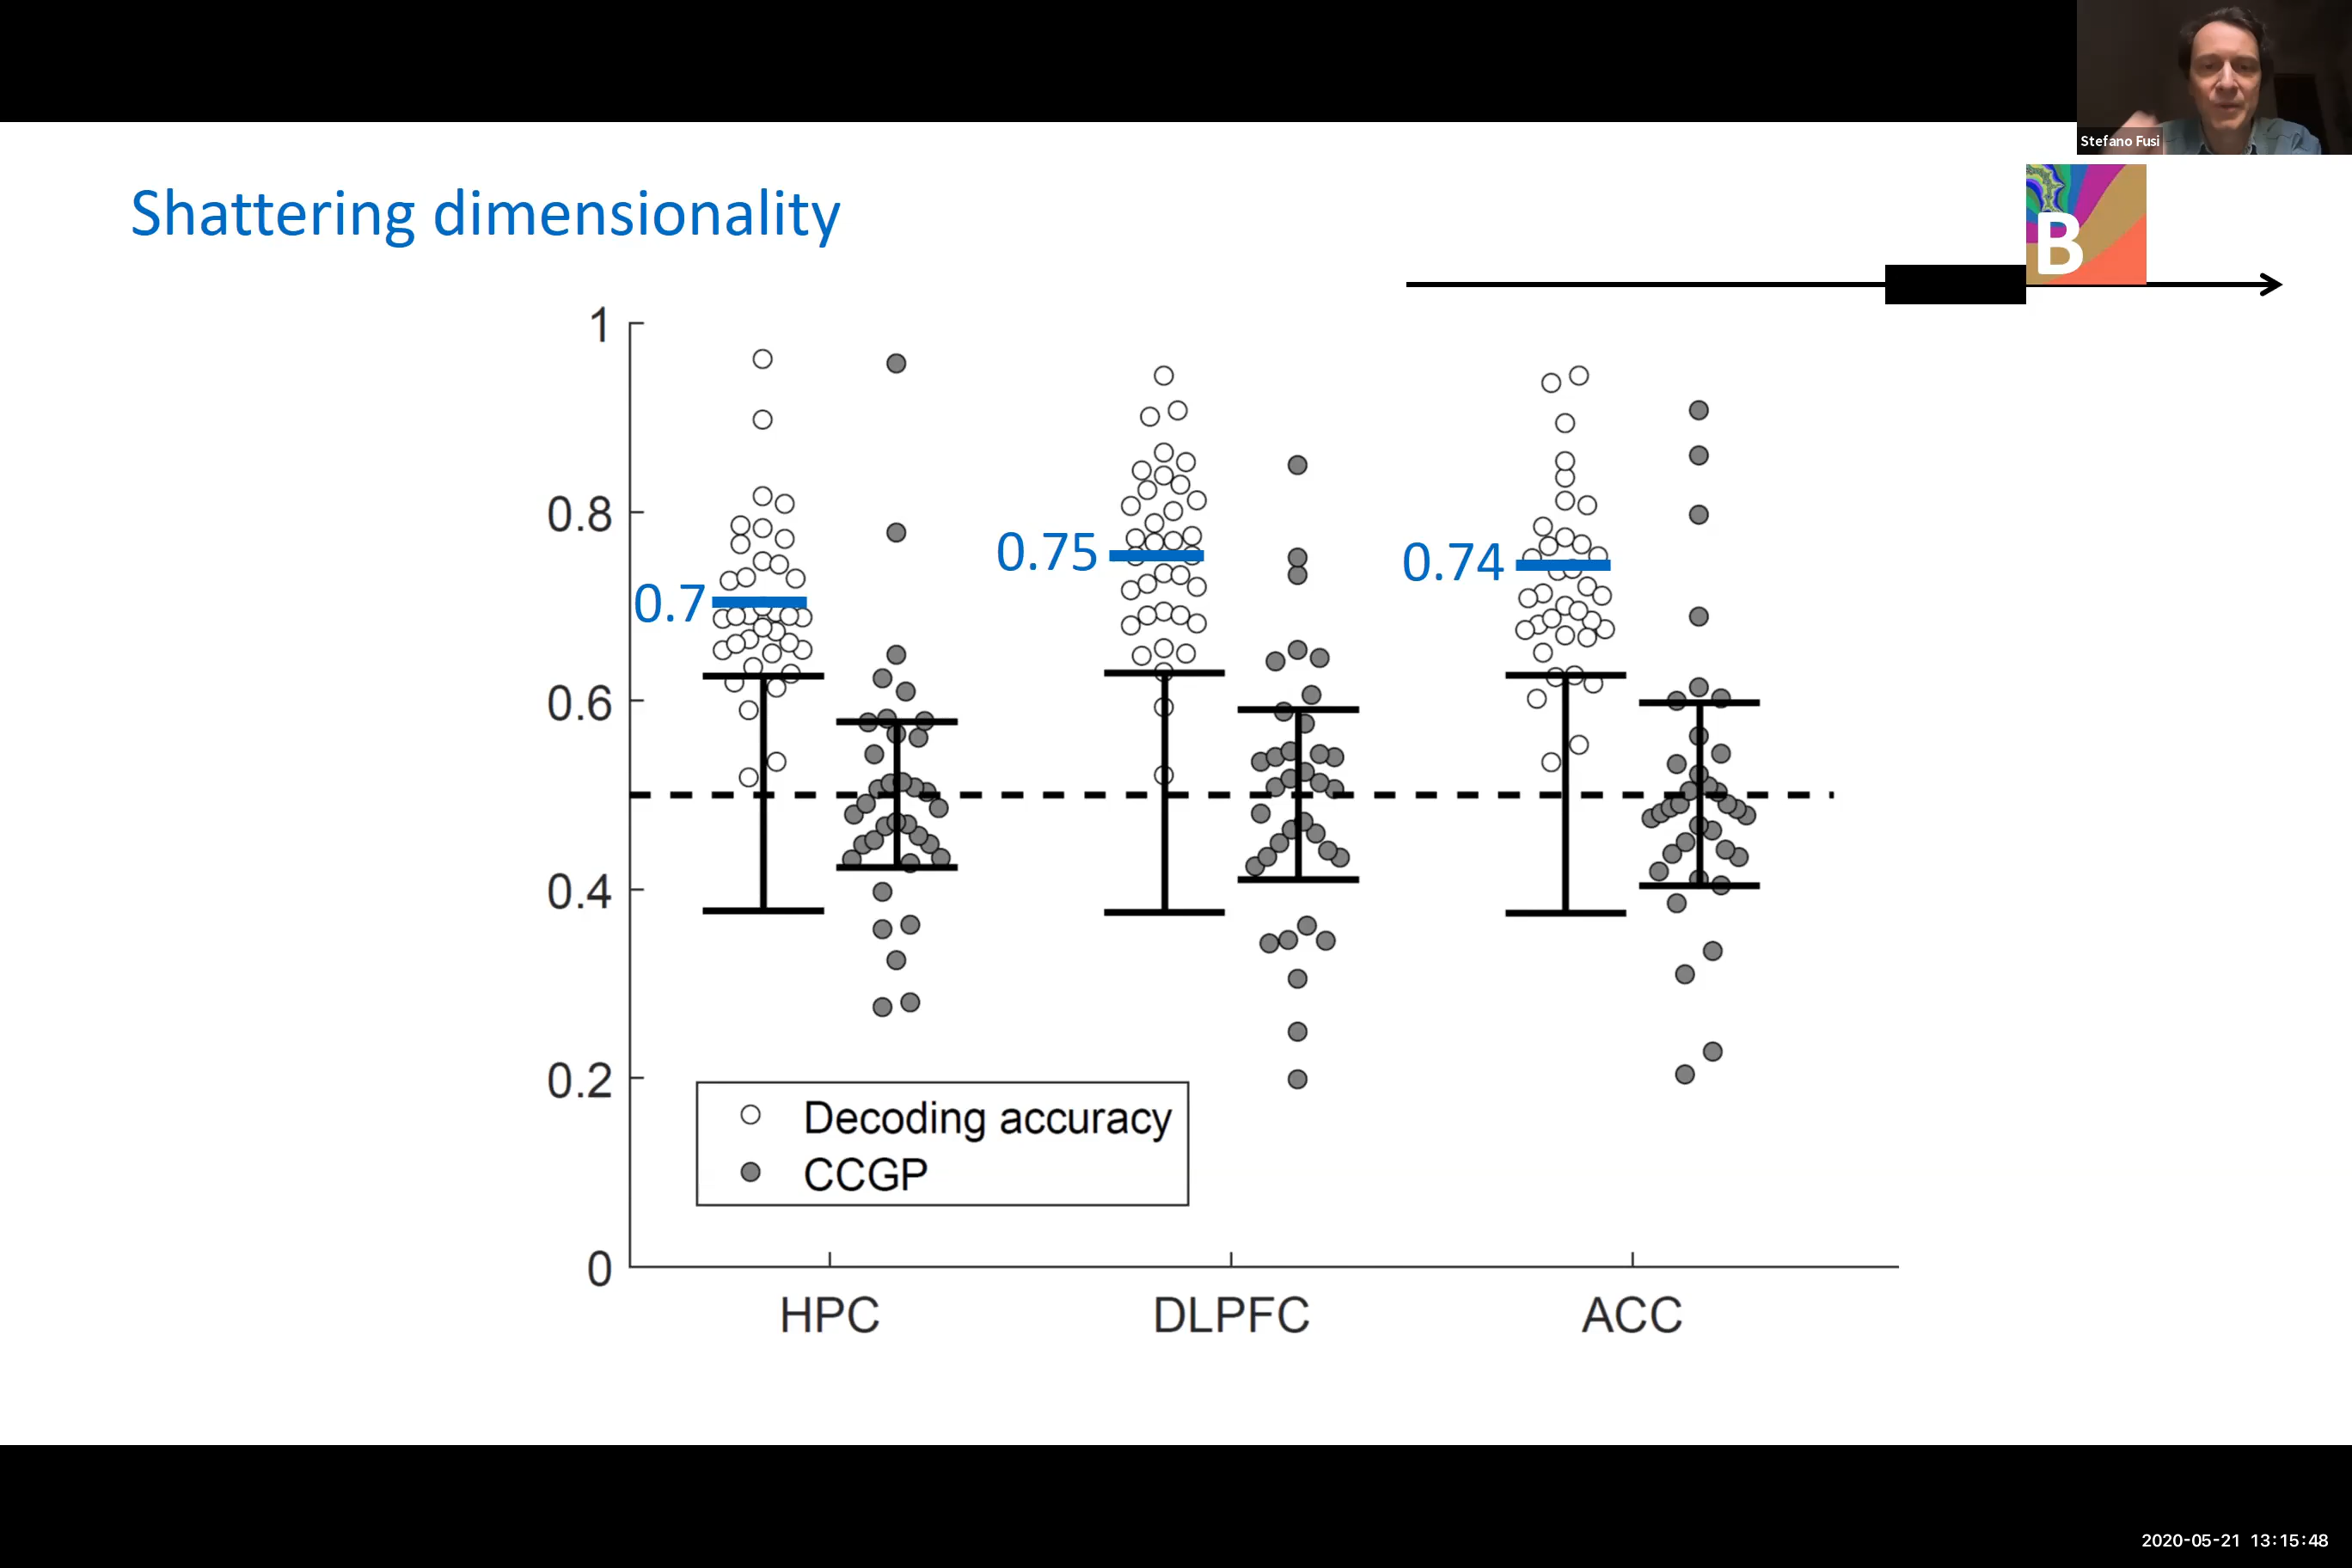 Stefano Fusi
Shattering dimensionality
B
1
0.8
0.75
0.74
0.7
0.6
0.4
0.2
Decoding accuracy
CCGP
0
HPC
DLPFC
ACC
2020-05-21 13:15:48